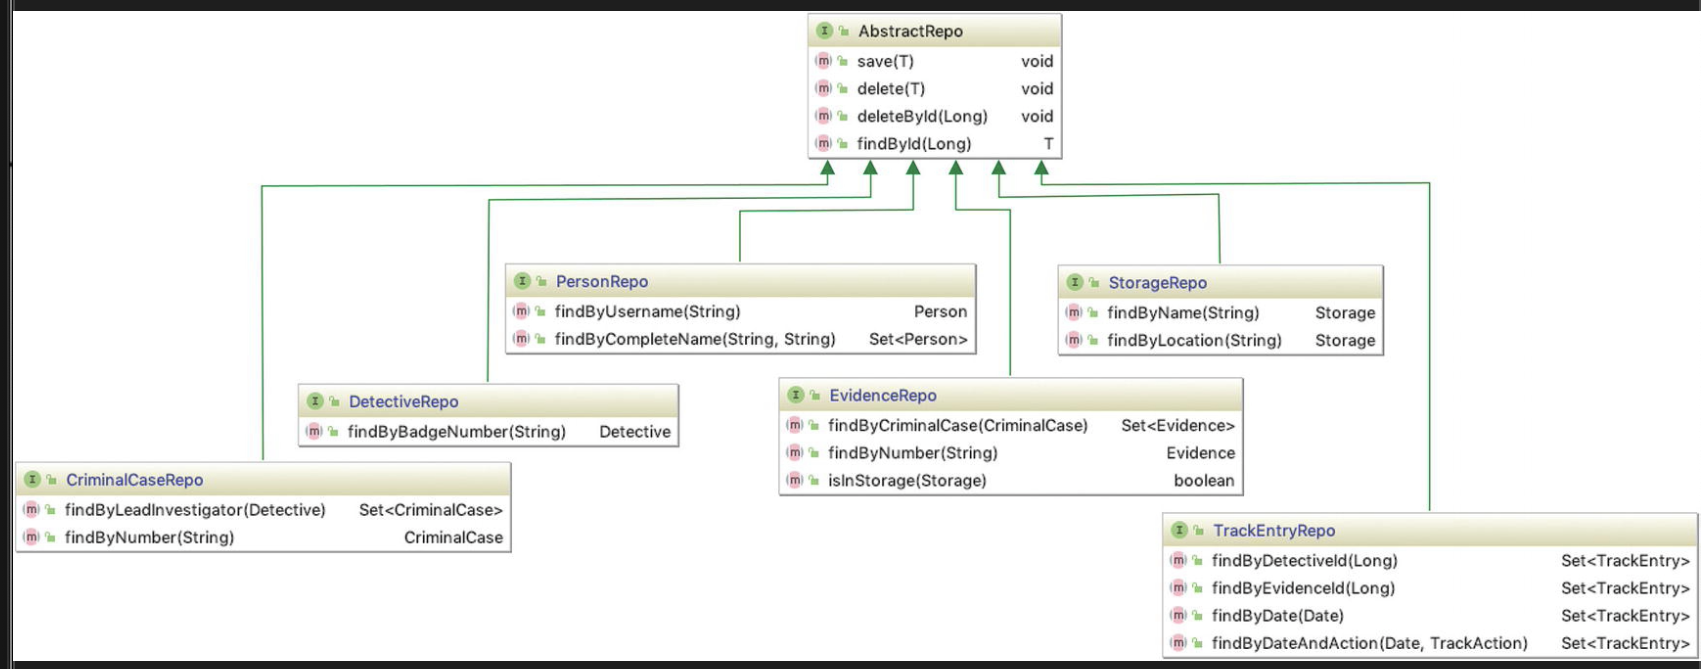 AbstractRepo
save(T) void
delete(T) void
deleteById(Long) void
findById(Long) T
PersonRepo
findByUsername(String) Person
findByCompleteName(String, String) Set<Person>
StorageRepo
findByName(String) Storage
findByLocation(String) Storage
DetectiveRepo
findByBadgeNumber(String) Detective
EvidenceRepo
findByCriminalCase(CriminalCase) Set<Evidence>
findByNumber(String) Evidence
isInStorage(Storage) boolean
CriminalCaseRepo
findByLeadInvestigator(Detective) Set<CriminalCase>
findByNumber(String) CriminalCase
TrackEntryRepo
findByDetectiveId(Long) Set<TrackEntry>
findByEvidenceId(Long) Set<TrackEntry>
findByDate(Date) Set<TrackEntry>
findByDateAndAction(Date, TrackAction) Set<TrackEntry>